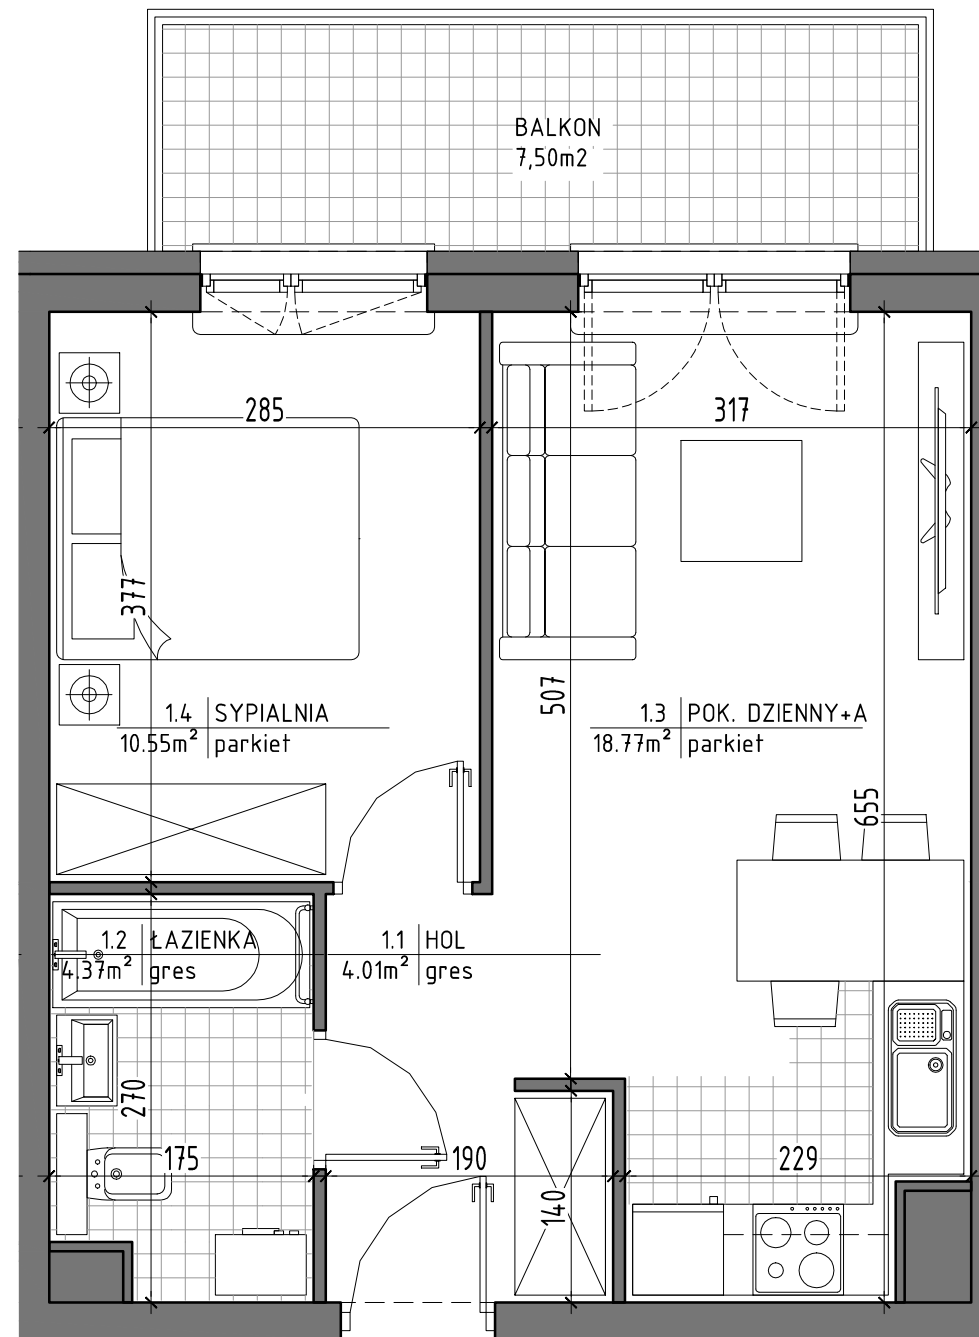 BALKON
7,50m2
285
317
377
507
1.4 SYPIALNIA
10.55m² parkiet
1.3 POK. DZIENNY+A
18.77m² parkiet
655
1.2 ŁAZIENKA
4.37m² gres
1.1 HOL
4.01m² gres
270
175
190
229
140